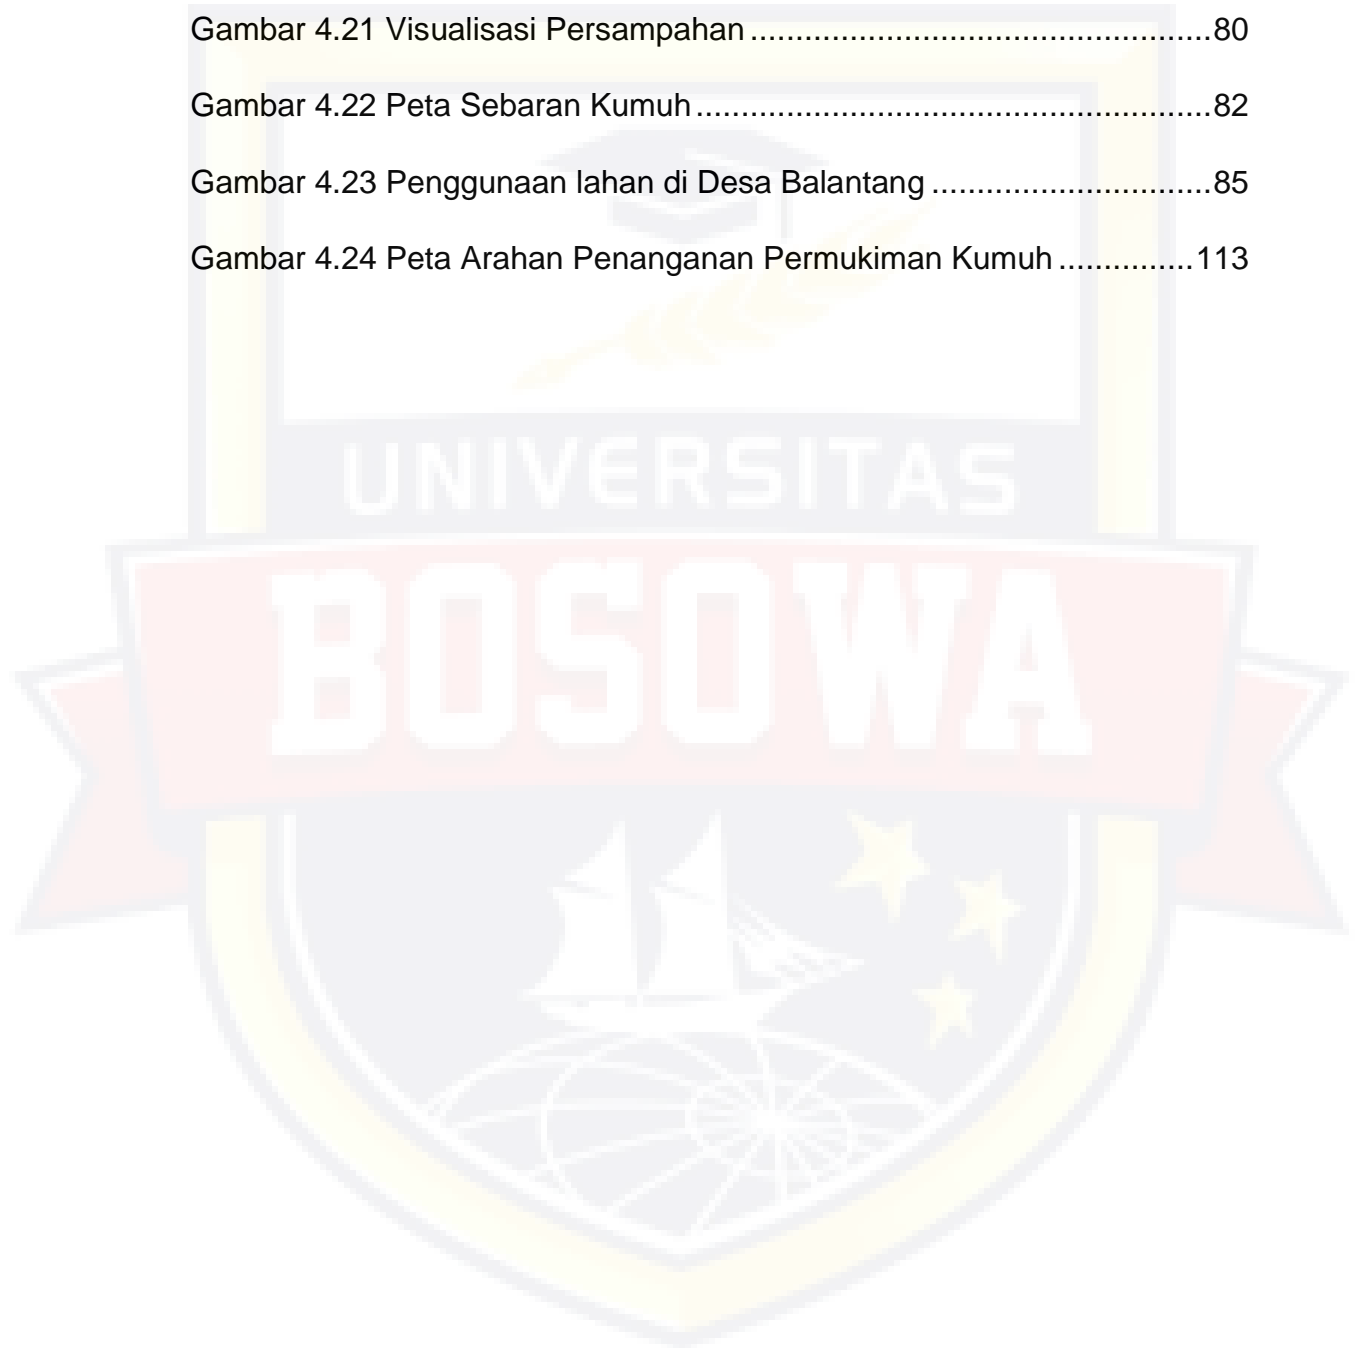 Gambar 4.21 Visualisasi Persampahan ................................................... 80
Gambar 4.22 Peta Sebaran Kumuh ......................................................... 82
Gambar 4.23 Penggunaan lahan di Desa Balantang ............................... 85
Gambar 4.24 Peta Arahan Penanganan Permukiman Kumuh ............... 113
UNIVERSITAS
BOSOWA